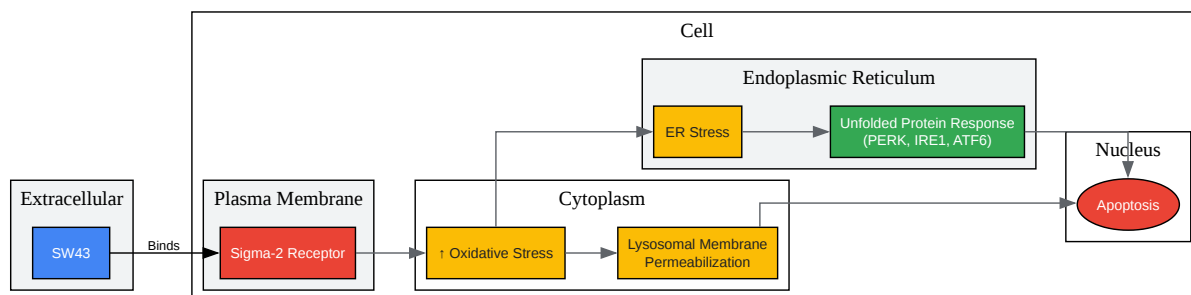 Cell
Endoplasmic Reticulum
ER Stress
Unfolded Protein Response
(PERK, IRE1, ATF6)
Nucleus
Apoptosis
Extracellular
SW43
Binds
Plasma Membrane
Sigma-2 Receptor
Cytoplasm
↑ Oxidative Stress
Lysosomal Membrane
Permeabilization